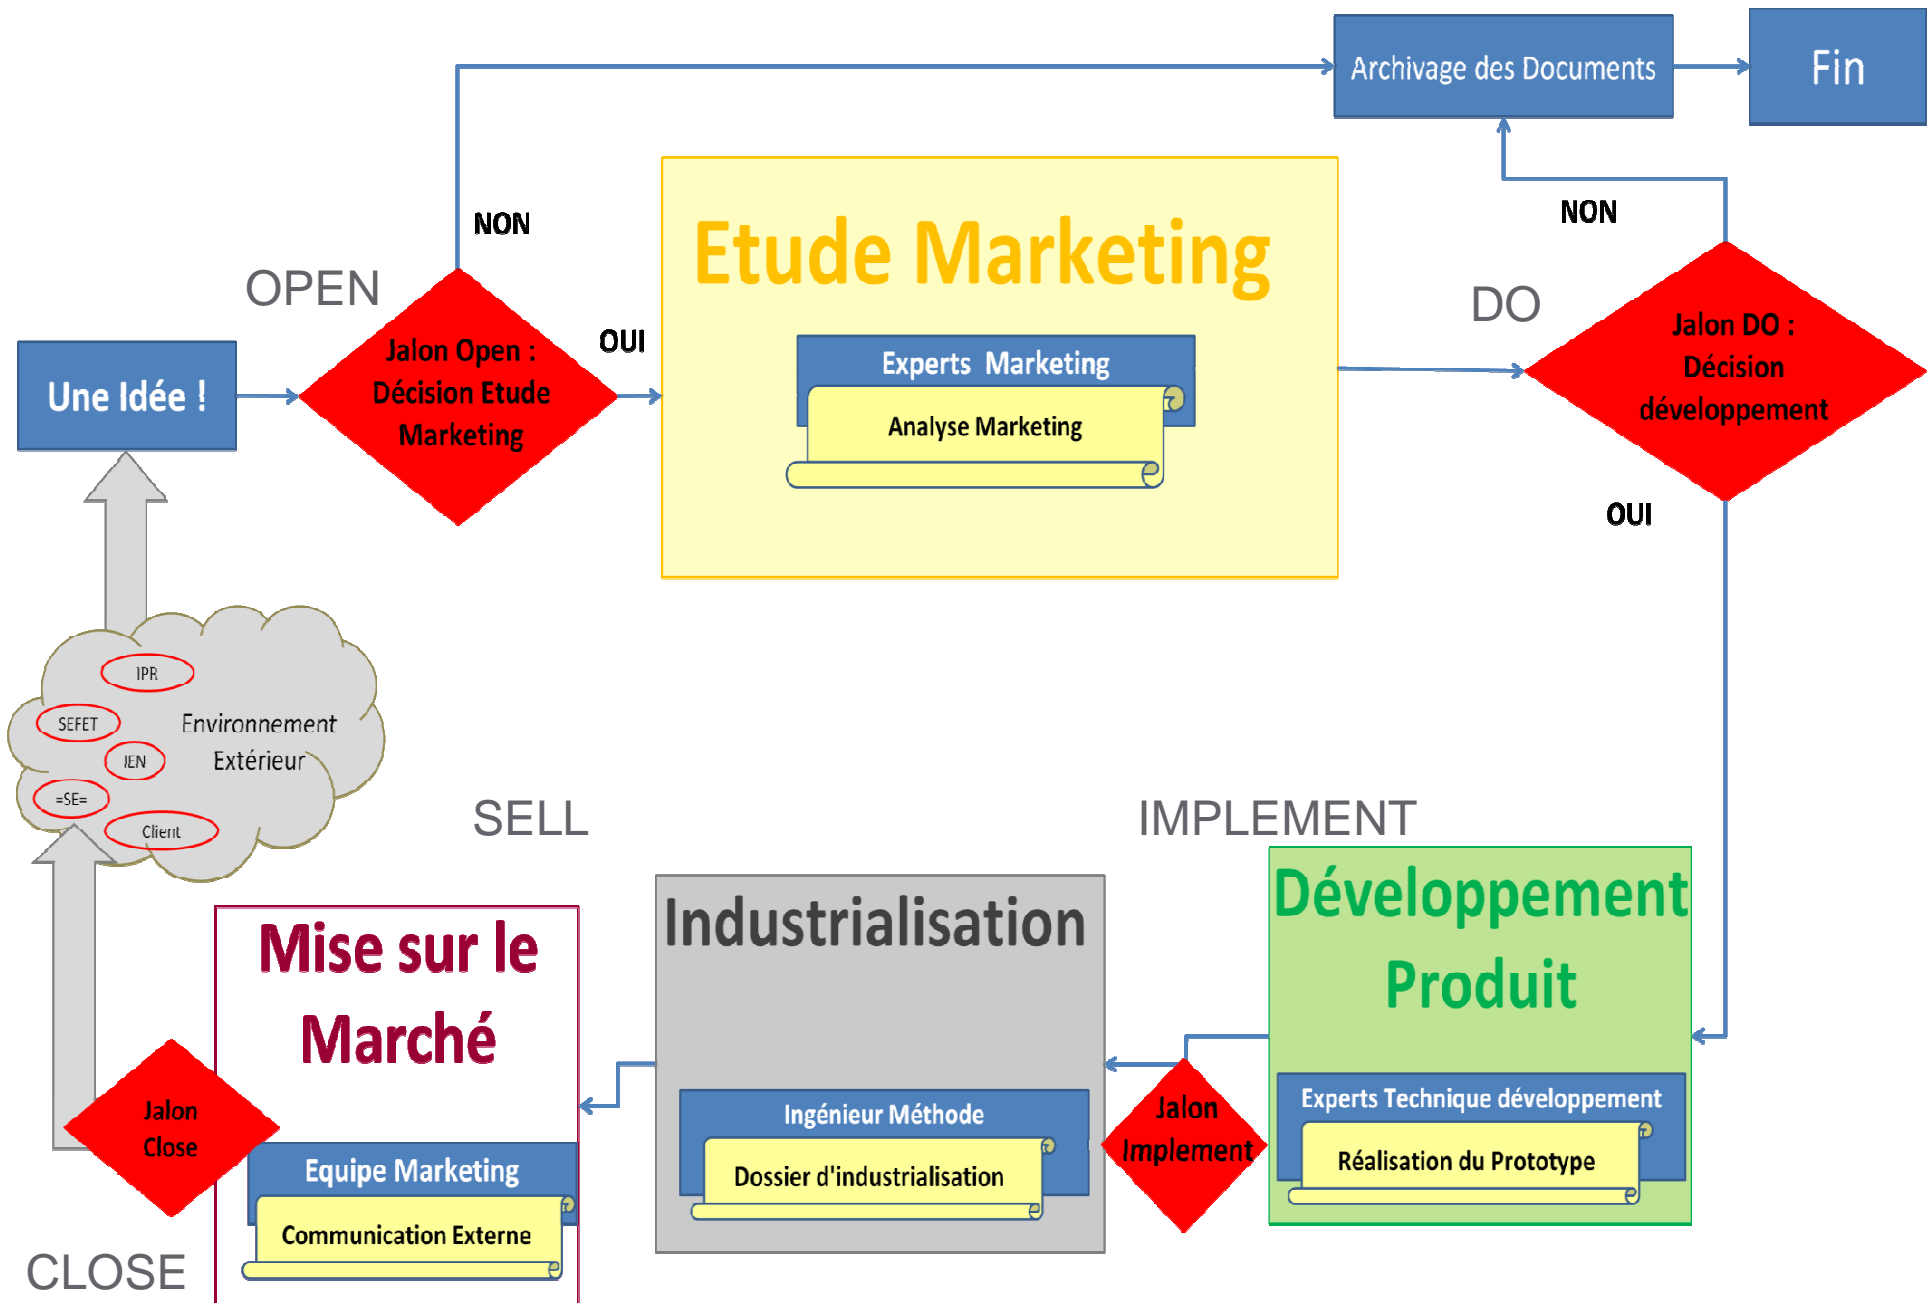 Archivage des Documents
Fin
NON
NON
OPEN
Etude Marketing
DO
Jalon Open :
Décision Etude
Marketing
OUI
Experts Marketing
Analyse Marketing
Jalon DO :
Décision
développement
Une Idée !
OUI
IPR
SEFET
IEN
=SE=
Client
Environnement
Extérieur
SELL
IMPLEMENT
Mise sur le
Marché
Industrialisation
Développement
Produit
Jalon
Close
Equipe Marketing
Communication Externe
Ingénieur Méthode
Dossier d'industrialisation
Jalon
Implement
Experts Technique développement
Réalisation du Prototype
CLOSE